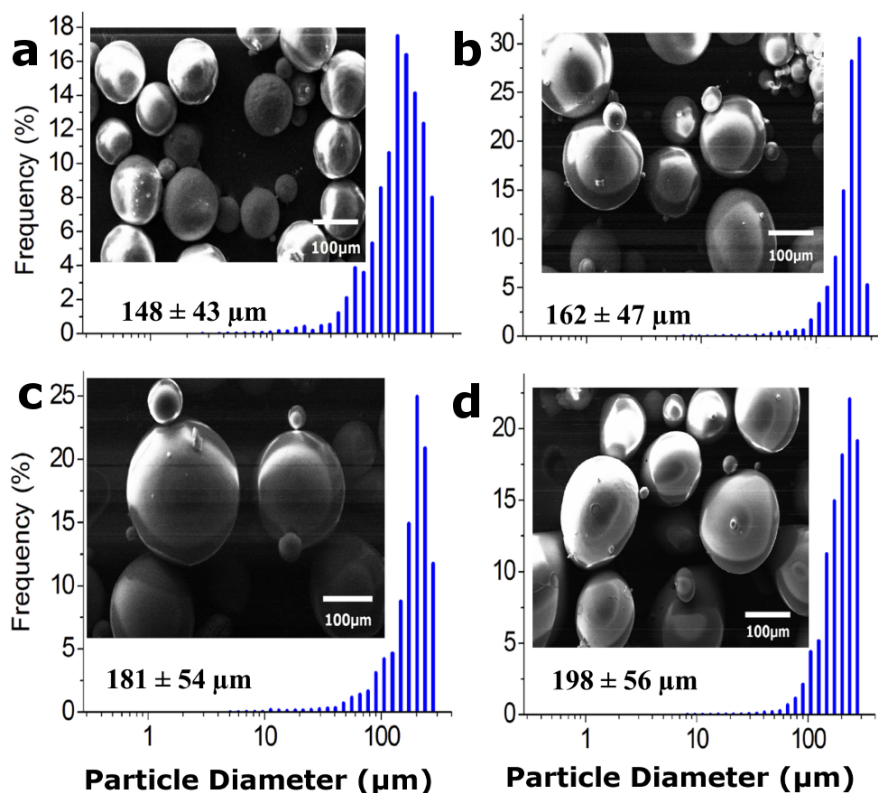 a
Frequency (%)
18
16
14
12
10
8
6
4
2
0
100µm
148 ± 43 µm
b
30
25
20
15
10
5
0
100µm
162 ± 47 µm
c
Frequency (%)
25
20
15
10
5
0
100µm
181 ± 54 µm
1 10 100
Particle Diameter (µm)
d
20
15
10
5
0
100µm
198 ± 56 µm
1 10 100
Particle Diameter (µm)